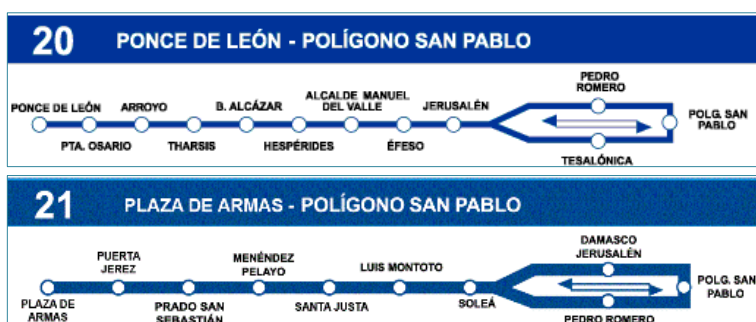 20 PONCE DE LEÓN - POLÍGONO SAN PABLO
PONCE DE LEÓN
PTA. OSARIO
ARROYO
THARSIS
B. ALCÁZAR
HESPÉRIDES
ALCALDE MANUEL
DEL VALLE
ÉFESO
JERUSALÉN
PEDRO
ROMERO
POLG. SAN
PABLO
TESALÓNICA
21 PLAZA DE ARMAS - POLÍGONO SAN PABLO
PLAZA DE
ARMAS
PUERTA
JEREZ
PRADO SAN
SEBASTIÁN
MENÉNDEZ
PELAYO
SANTA JUSTA
LUIS MONTOTO
SOLEÁ
DAMASCO
JERUSALÉN
POLG. SAN
PABLO
PEDRO ROMERO